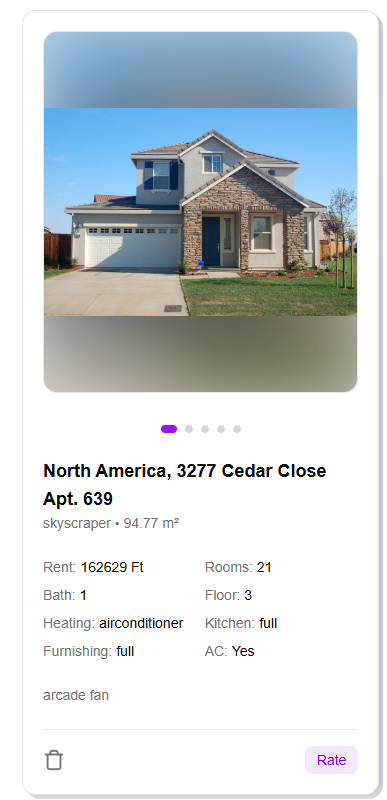 North America, 3277 Cedar Close
Apt. 639
skyscraper • 94.77 m²
Rent: 162629 Ft Rooms: 21
Bath: 1 Floor: 3
Heating: airconditioner Kitchen: full
Furnishing: full AC: Yes
arcade fan
Rate